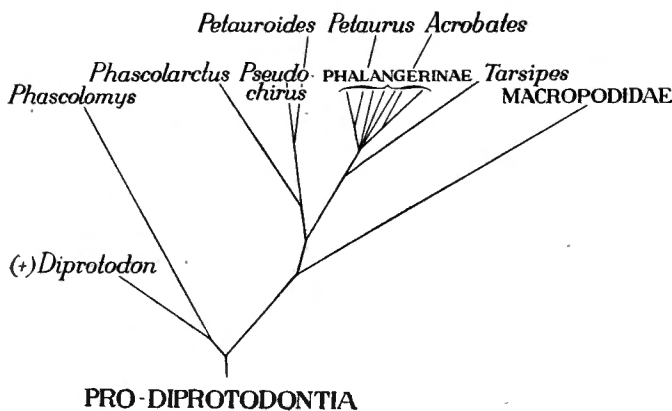 Petauroides Petaurus Acrobates
Phascolarctus Pseudo PHALANGERINAE Tarsipes
Phascolomys chirus MACROPODIDAE
(+)Diprotodon
PRO-DIPROTODONTIA